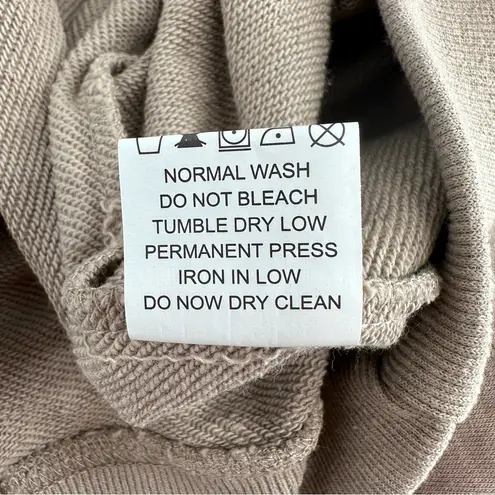 NORMAL WASH
DO NOT BLEACH
TUMBLE DRY LOW
PERMANENT PRESS
IRON IN LOW
DO NOW DRY CLEAN